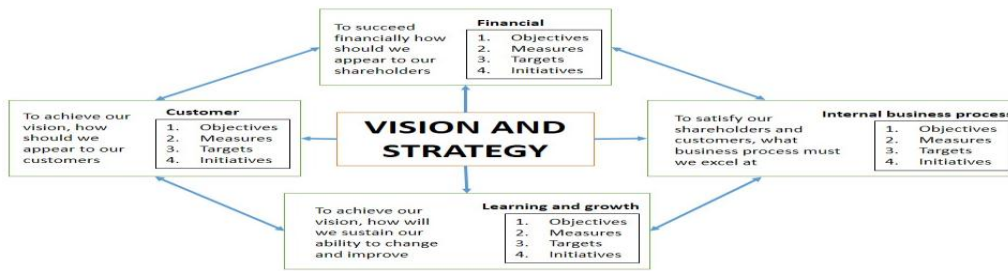 Financial
To succeed
financially how
should we
appear to our
shareholders
1. Objectives
2. Measures
3. Targets
4. Initiatives
Customer
To achieve our
vision, how
should we
appear to our
customers
1. Objectives
2. Measures
3. Targets
4. Initiatives
VISION AND
STRATEGY
Internal business process
To satisfy our
shareholders and
customers, what
business process must
we excel at
1. Objectives
2. Measures
3. Targets
4. Initiatives
Learning and growth
To achieve our
vision, how will
we sustain our
ability to change
and improve
1. Objectives
2. Measures
3. Targets
4. Initiatives